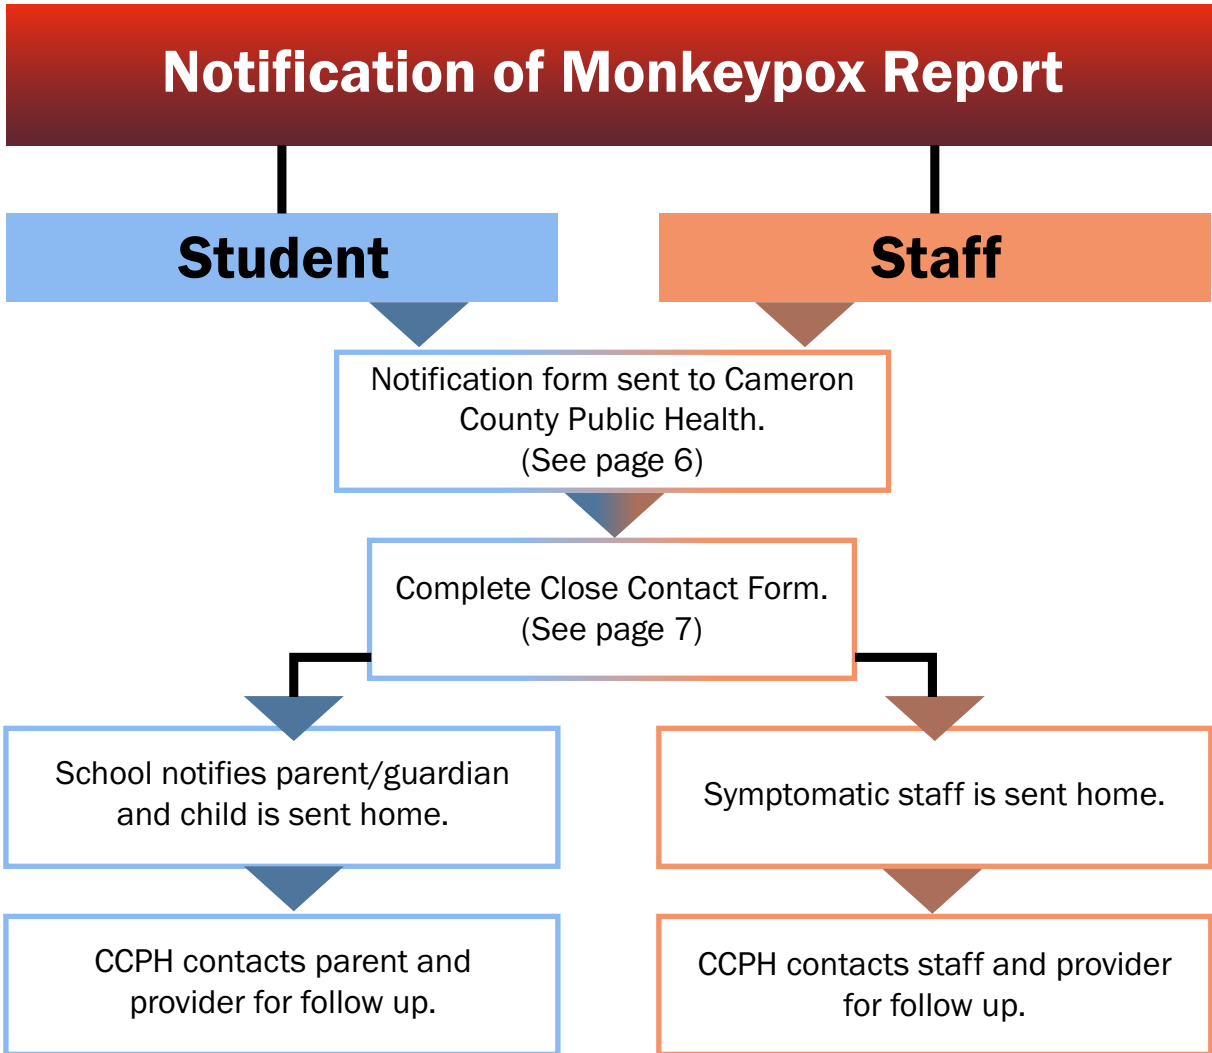 Notification of Monkeypox Report
Student
Staff
Notification form sent to Cameron
County Public Health.
(See page 6)
Complete Close Contact Form.
(See page 7)
School notifies parent/guardian
and child is sent home.
Symptomatic staff is sent home.
CCPH contacts parent and
provider for follow up.
CCPH contacts staff and provider
for follow up.